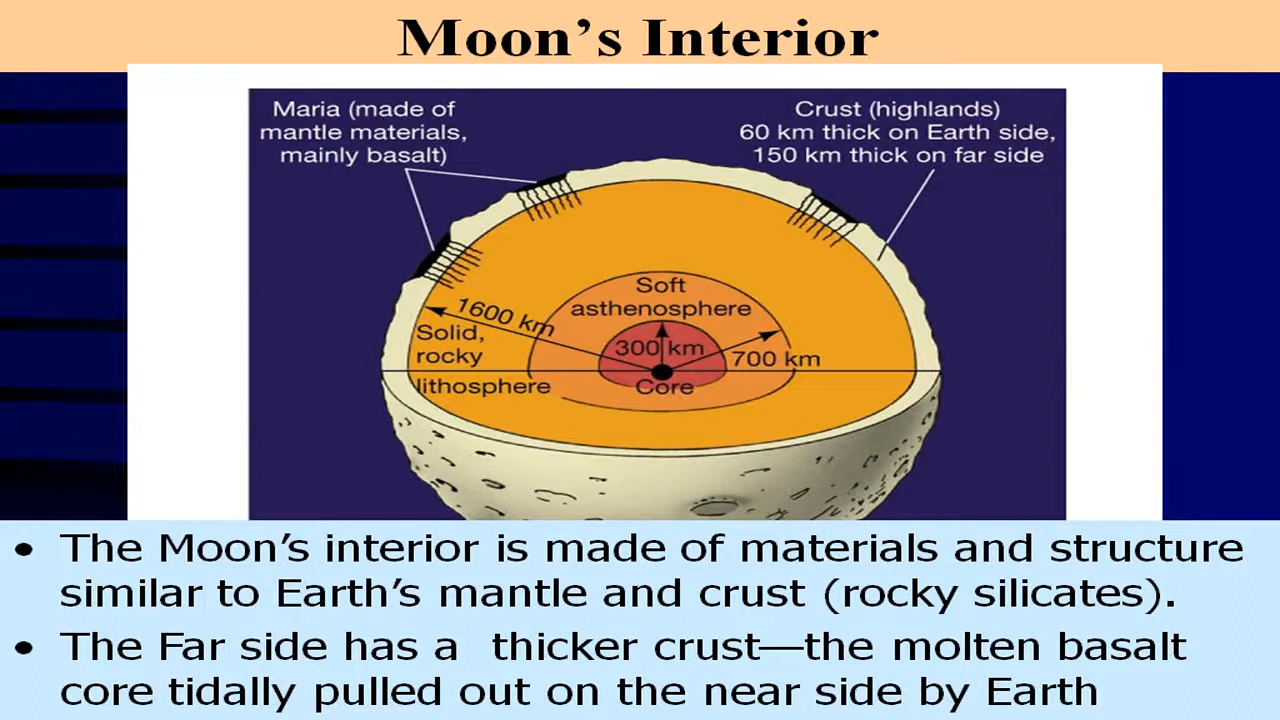 Moon's Interior
Maria (made of
mantle materials,
mainly basalt)
Crust (highlands)
60 km thick on Earth side,
150 km thick on far side
Soft
asthenosphere
1600 km
Solid,
rocky
lithosphere
300 km
700 km
Core
• The Moon's interior is made of materials and structure
similar to Earth's mantle and crust (rocky silicates).
• The Far side has a thicker crust—the molten basalt
core tidally pulled out on the near side by Earth